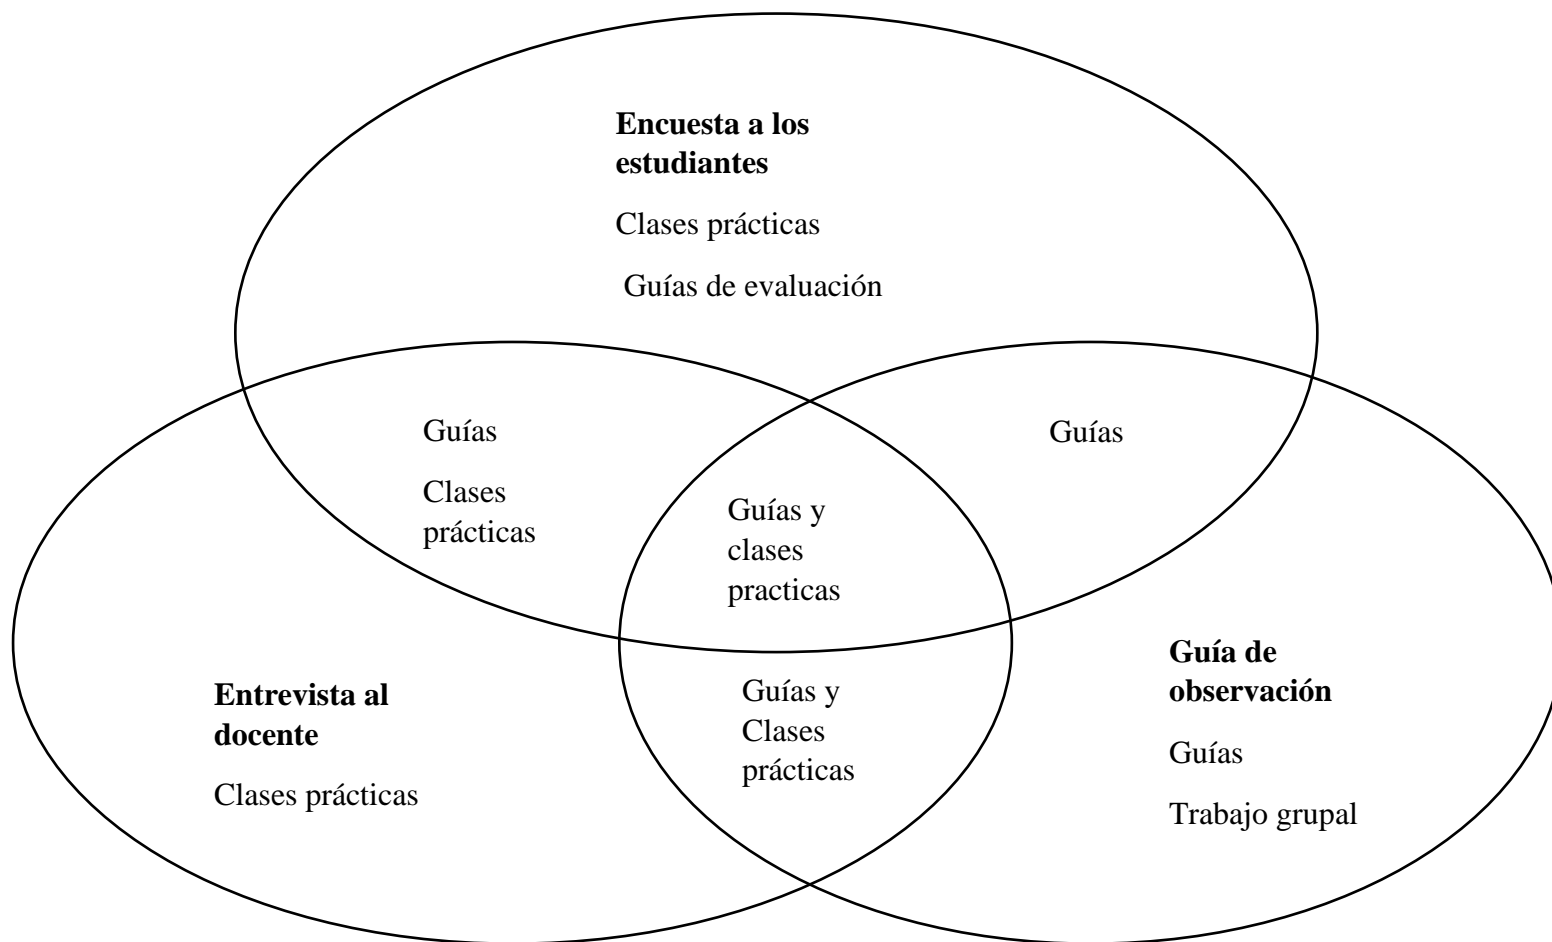 Encuesta a los
estudiantes
Clases prácticas
Guías de evaluación
Guías
Clases
prácticas
Guías y
clases
practicas
Guías
Entrevista al
docente
Clases prácticas
Guías y
Clases
prácticas
Guía de
observación
Guías
Trabajo grupal